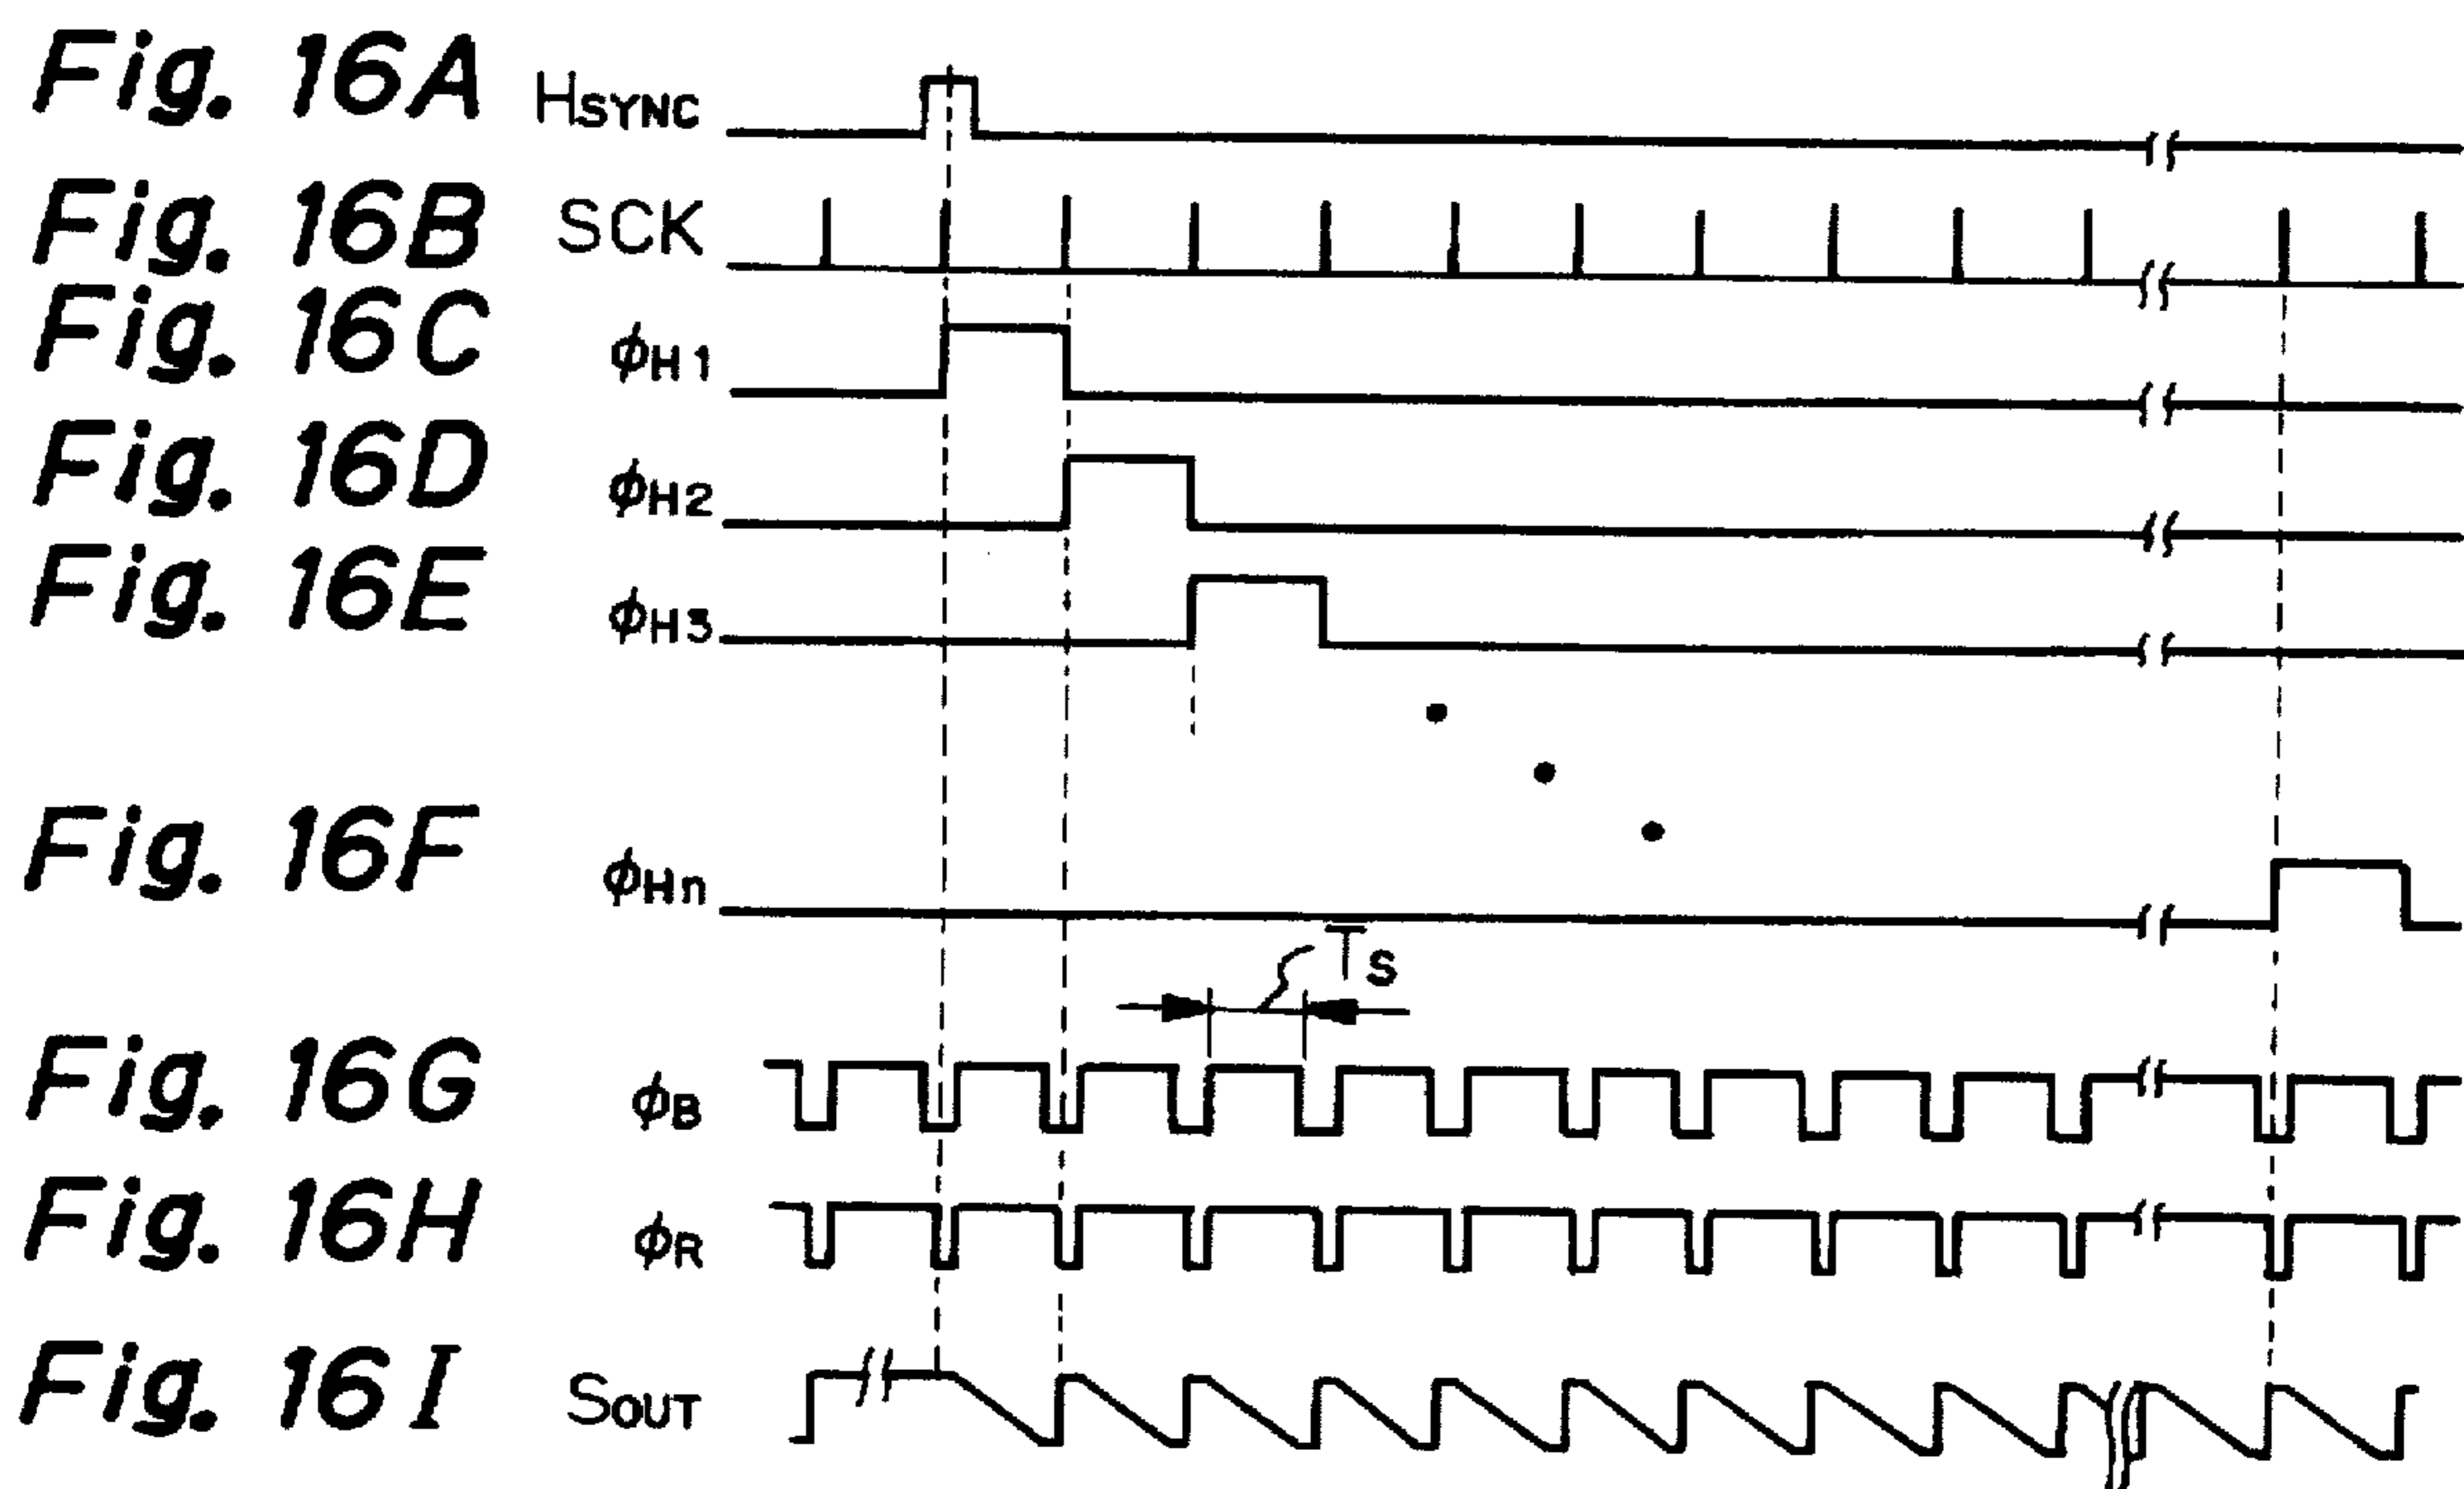 Fig. 16A HSYNC
Fig. 16B SCK
Fig. 16C ϕH1
Fig. 16D ϕH2
Fig. 16E ϕH3
Fig. 16F ϕHn
TS
Fig. 16G ϕB
Fig. 16H ϕR
Fig. 16I SOUT